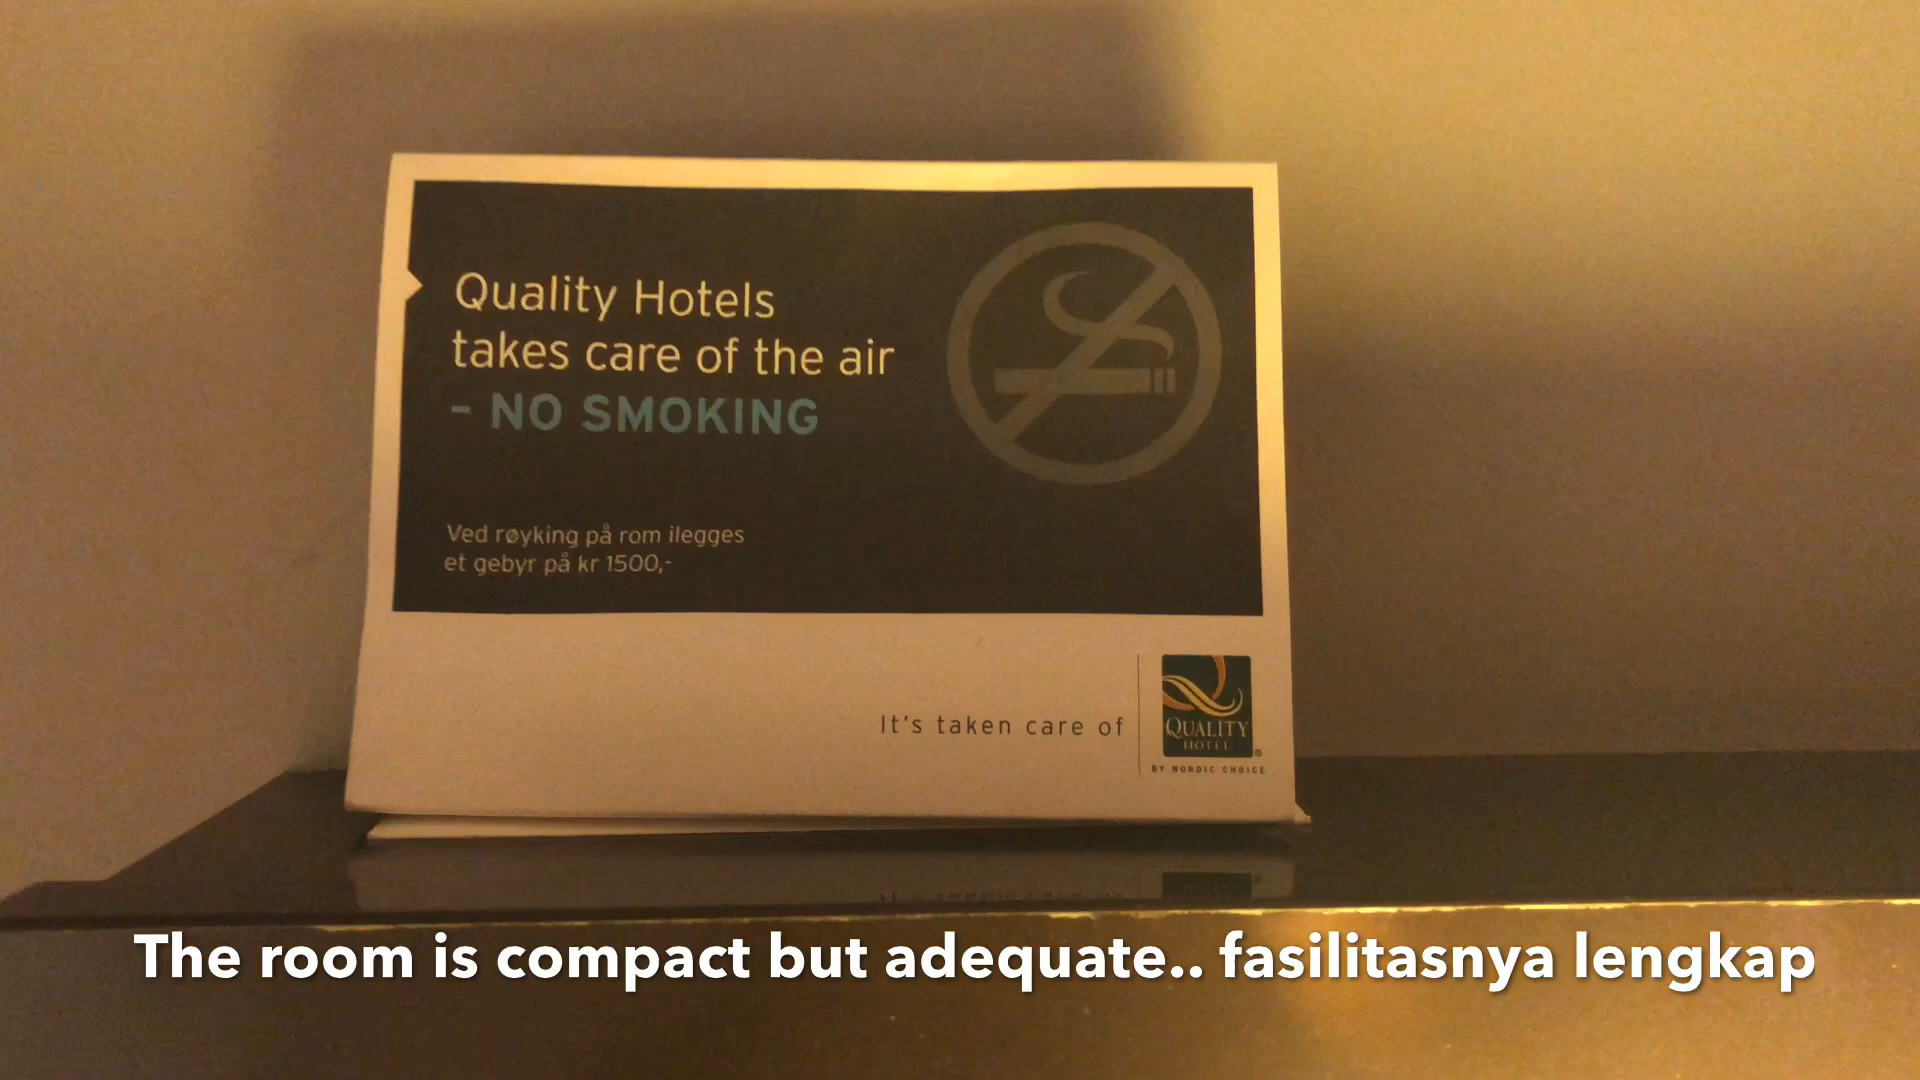 Quality Hotels
takes care of the air
- NO SMOKING
Ved røyking på rom ilegges
et gebyr på kr 1500,-
It's taken care of
QUALITY
HOTEL
BY NORDIC CHOICE
The room is compact but adequate.. fasilitasnya lengkap